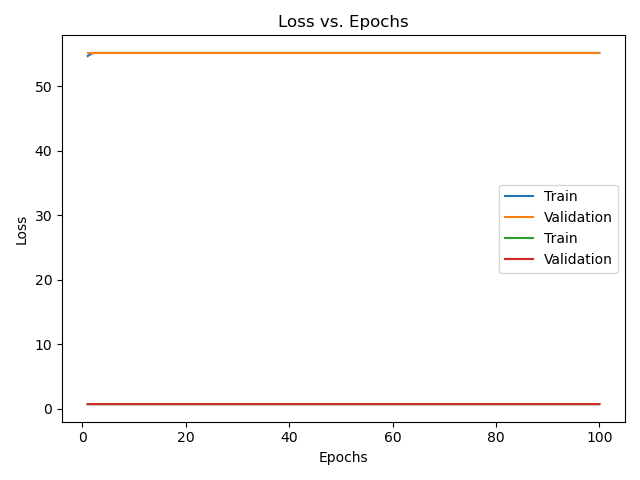 Loss vs. Epochs
50
40
30
20
10
0
Loss
Train
Validation
Train
Validation
0 20 40 60 80 100
Epochs